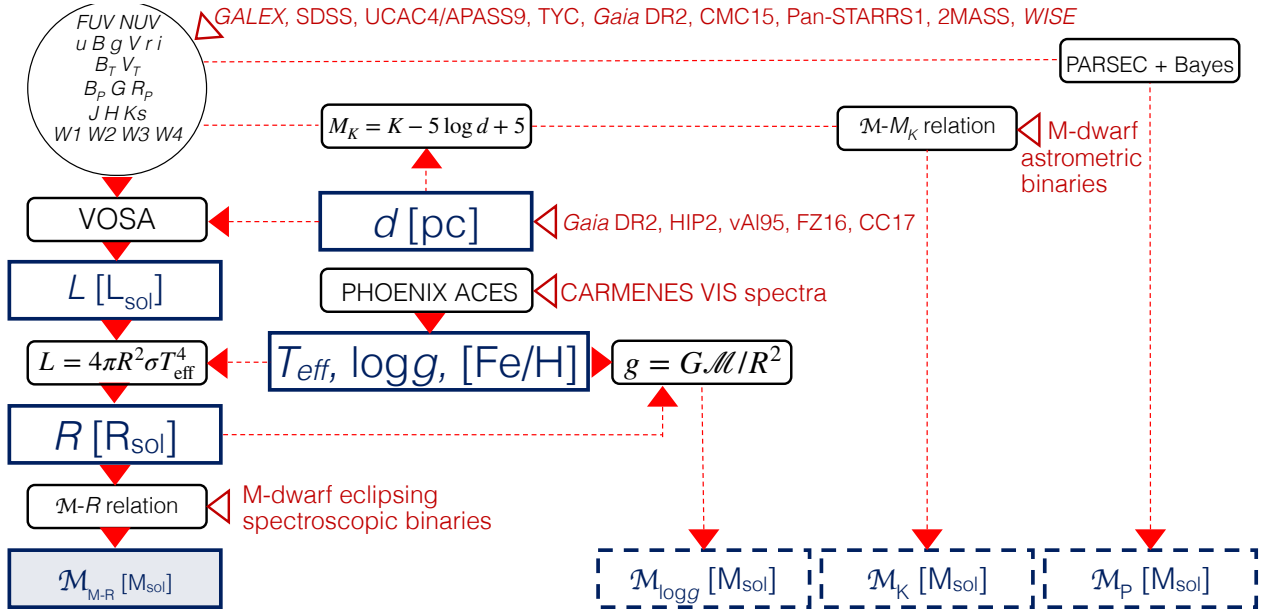 FUV NUV
u B g V r i
B_T V_T
B_P G R_P
J H Ks
W1 W2 W3 W4
GALEX, SDSS, UCAC4/APASS9, TYC, Gaia DR2, CMC15, Pan-STARRS1, 2MASS, WISE
PARSEC + Bayes
M_K = K − 5 log d + 5
ℳ-M_K relation
M-dwarf
astrometric
binaries
VOSA
d [pc]
Gaia DR2, HIP2, vAl95, FZ16, CC17
L [L_sol]
PHOENIX ACES
CARMENES VIS spectra
L = 4πR²σT⁴_eff
T_eff, logg, [Fe/H]
g = Gℳ/R²
R [R_sol]
ℳ-R relation
M-dwarf eclipsing
spectroscopic binaries
ℳ_M-R [M_sol]
ℳ_logg [M_sol]
ℳ_K [M_sol]
ℳ_P [M_sol]